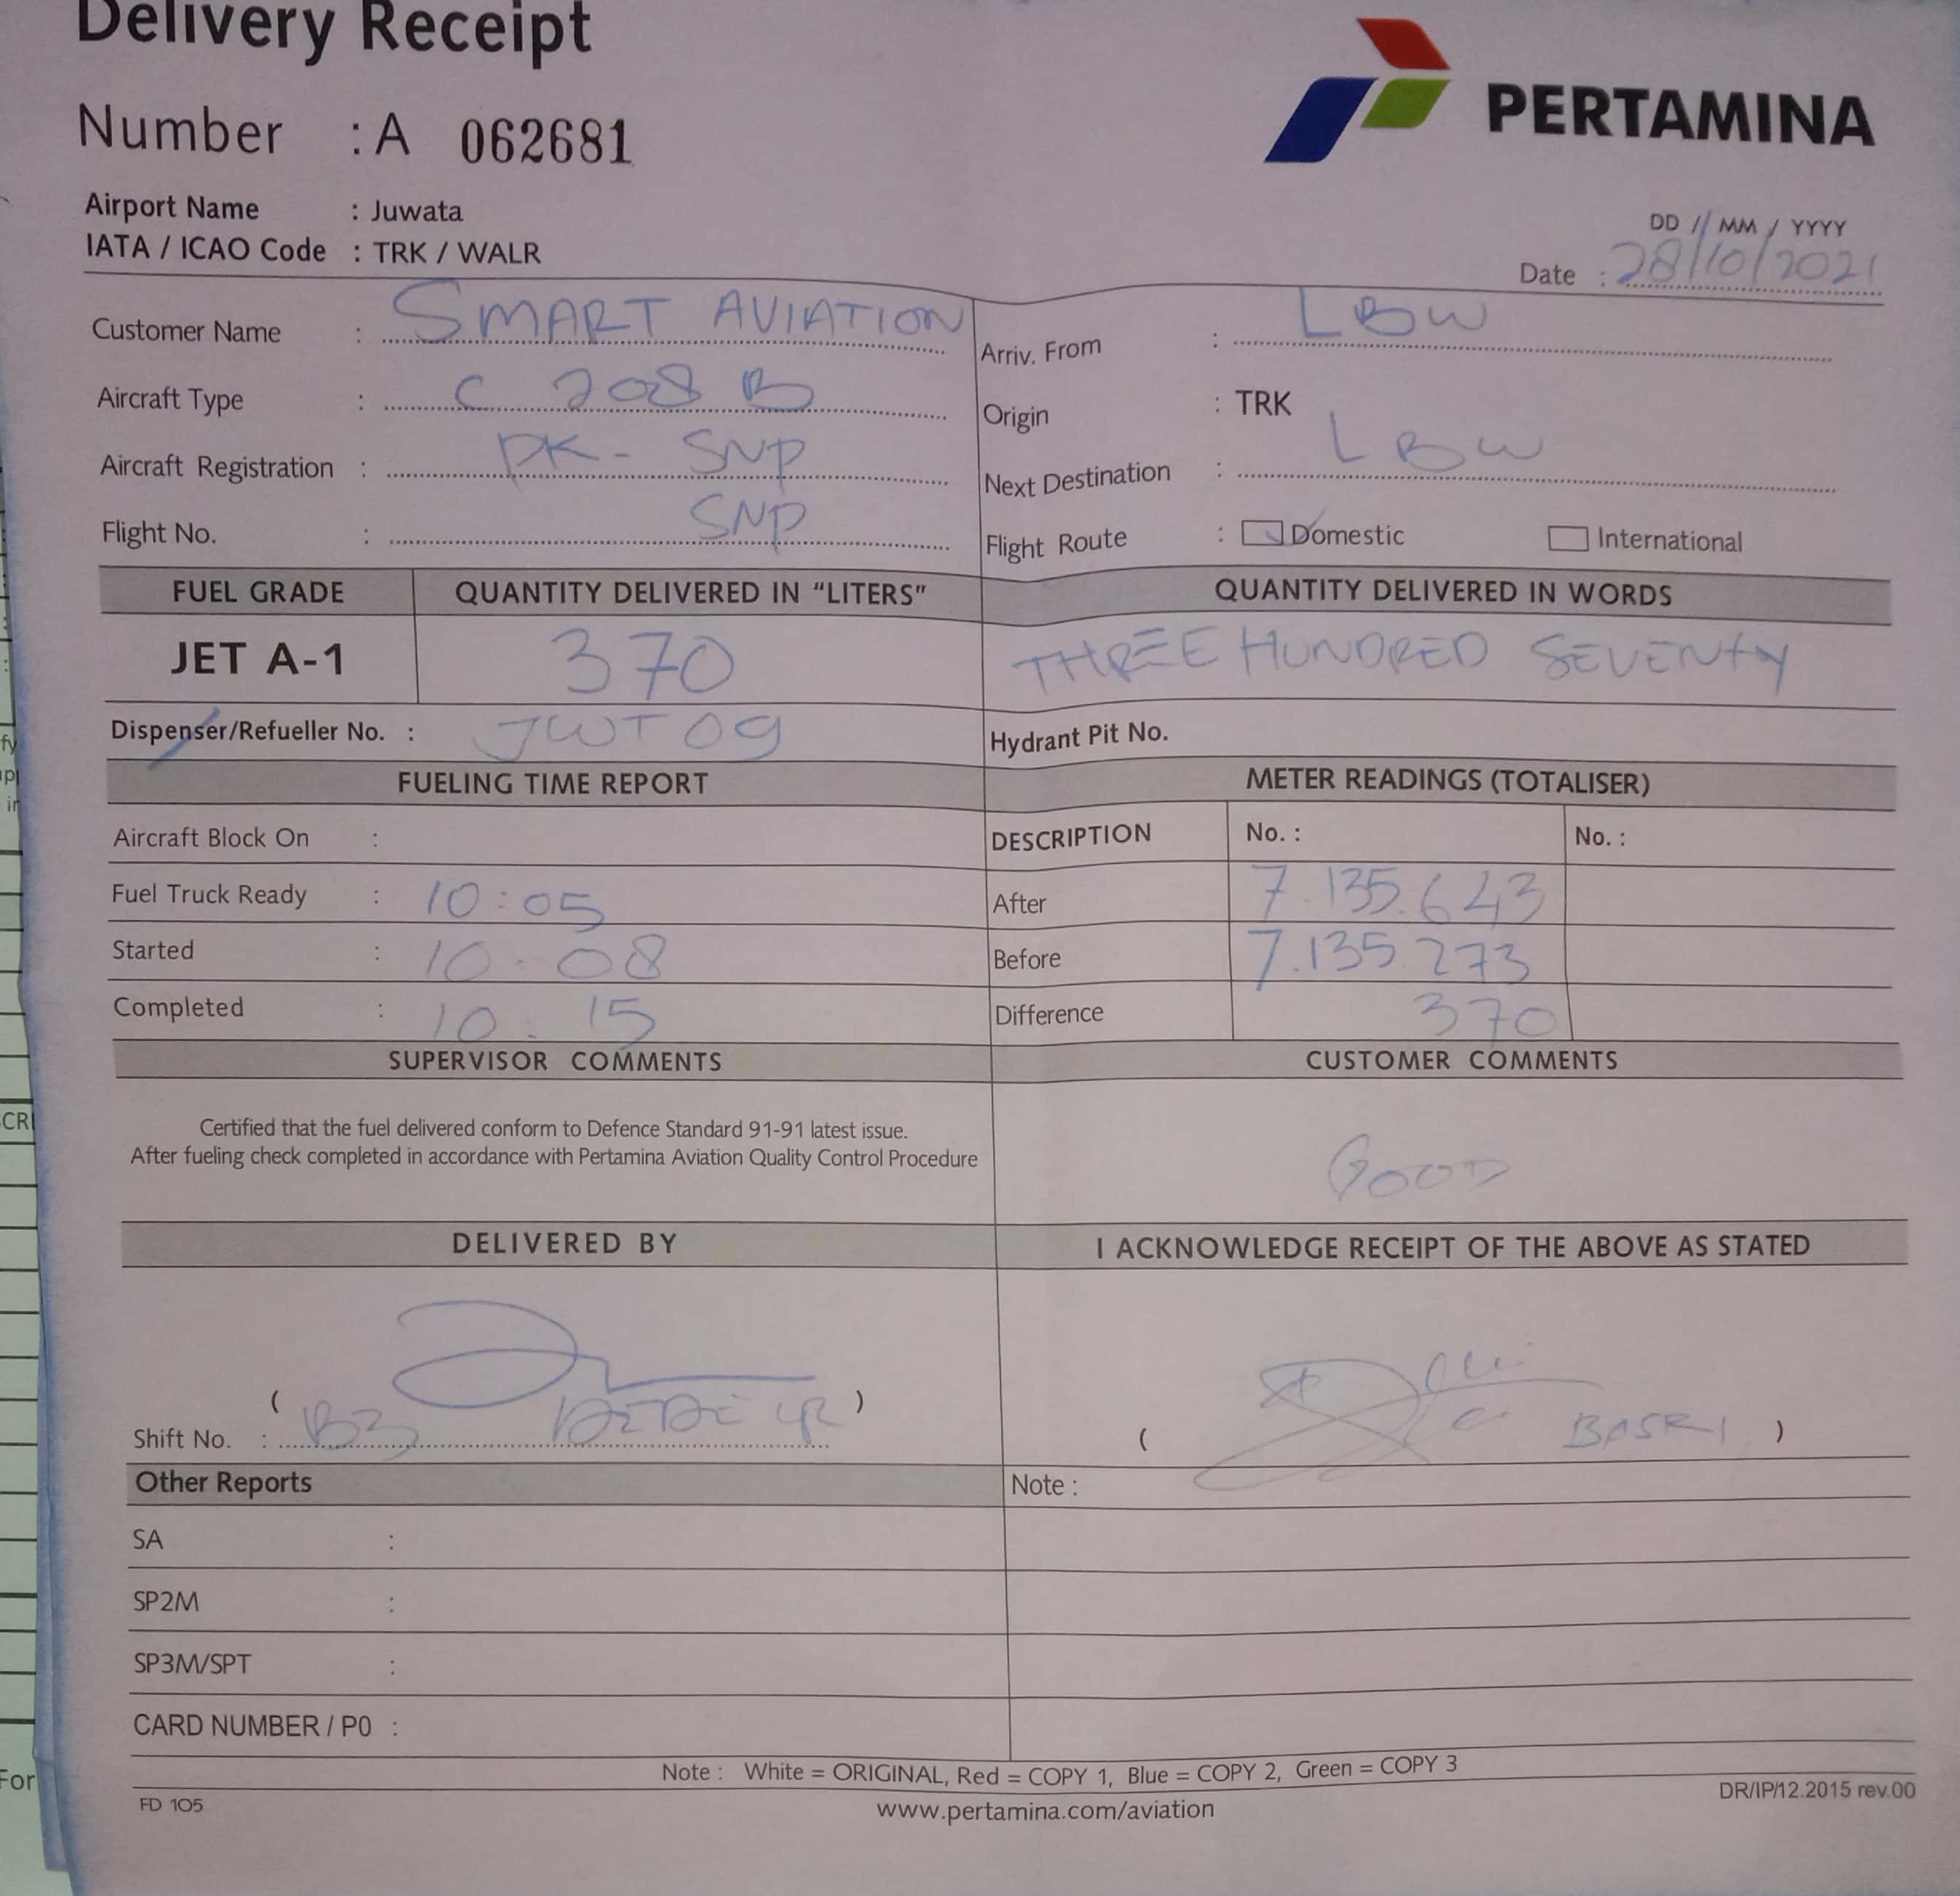 Delivery Receipt
PERTAMINA
Number : A 062681
Airport Name : Juwata
IATA / ICAO Code : TRK / WALR
DD / MM / YYYY
Date : 28/10/2021
Customer Name : SMART AVIATION
Arriv. From : LBW
Aircraft Type : C 208 B
Origin : TRK
Aircraft Registration : PK - SNP
Next Destination : LBW
Flight No. : SNP
Flight Route : Domestic International
FUEL GRADE QUANTITY DELIVERED IN “LITERS” QUANTITY DELIVERED IN WORDS
JET A-1 370 THREE HUNDRED SEVENTY
Dispenser/Refueller No. : JWT 09 Hydrant Pit No.
FUELING TIME REPORT METER READINGS (TOTALISER)
Aircraft Block On : DESCRIPTION No. : No. :
Fuel Truck Ready : 10:05 After 7.135.643
Started : 10.08 Before 7.135.273
Completed : 10.15 Difference 370
SUPERVISOR COMMENTS CUSTOMER COMMENTS
Certified that the fuel delivered conform to Defence Standard 91-91 latest issue.
After fueling check completed in accordance with Pertamina Aviation Quality Control Procedure
GOOD
DELIVERED BY I ACKNOWLEDGE RECEIPT OF THE ABOVE AS STATED
( )
Shift No. : B3 DEDE ( BASRI )
Other Reports Note :
SA :
SP2M :
SP3M/SPT :
CARD NUMBER / P0 :
Note : White = ORIGINAL, Red = COPY 1, Blue = COPY 2, Green = COPY 3
FD 105 www.pertamina.com/aviation DR/IP/12.2015 rev.00